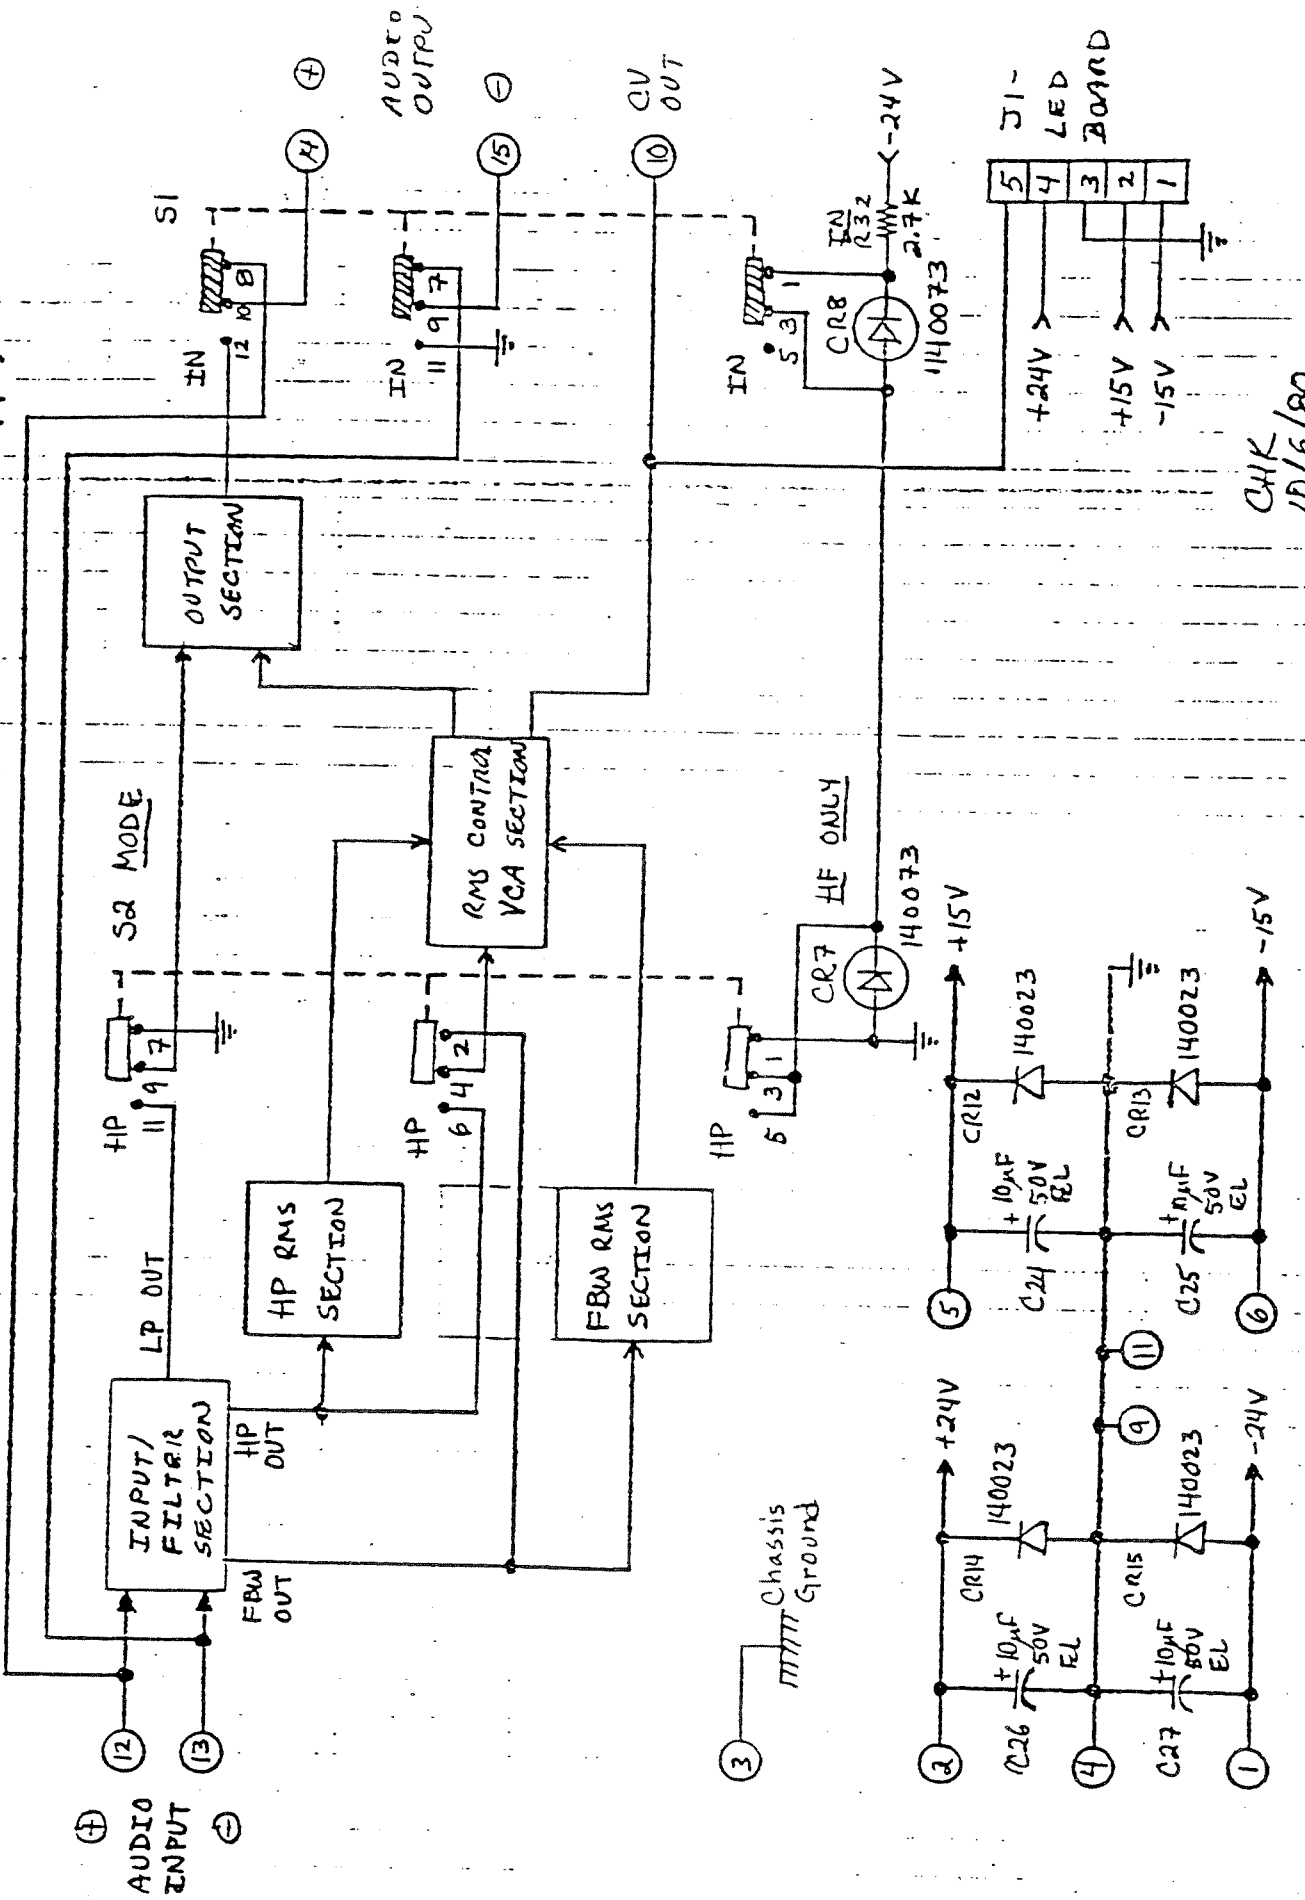 ⊕
AUDIO
INPUT
⊖
12
13
INPUT/
FILTER
SECTION
LP OUT
HP
OUT
FBW
OUT
HP RMS
SECTION
FBW RMS
SECTION
S2 MODE
HP
11 9 7
HP
6 4 2
HP
5 3 1
RMS CONTROL
VCA SECTION
OUTPUT
SECTION
S1
IN
12 10 8
IN
11 9 7
IN
5 3 1
14 ⊕
AUDIO
OUTPU
15 ⊖
10
CV
OUT
HF ONLY
CR7
140073
CR8
1140073
IN
R32
2.7K
-24V
3
Chassis
Ground
2
+24V
C26
+10µF
50V
EL
CR14
140023
4
9
11
C27
+10µF
50V
EL
CR15
140023
1
-24V
5
+15V
C24
+10µF
50V
EL
CR12
140023
C25
+10µF
50V
EL
CR13
140023
6
-15V
+24V
+15V
-15V
5
4
3
2
1
J1-
LED
BOARD
CHK
10/6/80